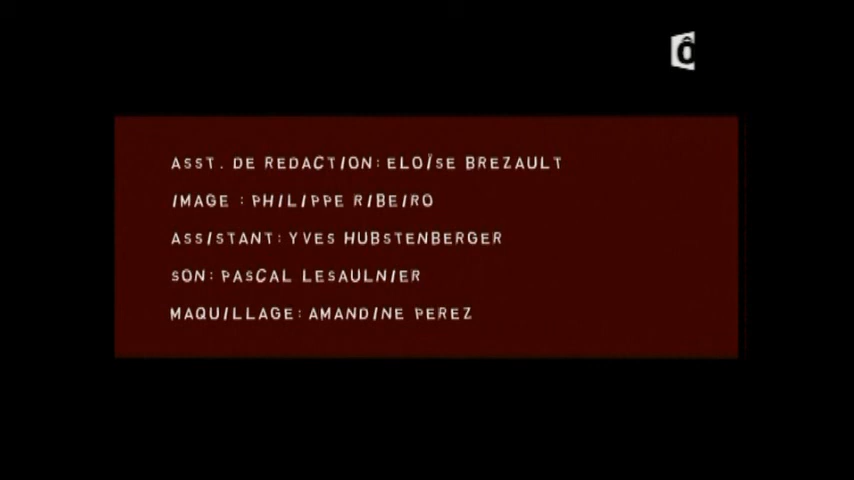 Ô
ASST. DE REDACTION: ELOÏSE BREZAULT
IMAGE : PHILIPPE RIBEIRO
ASSISTANT: YVES HUBSTENBERGER
SON: PASCAL LESAULNIER
MAQUILLAGE: AMANDINE PEREZ